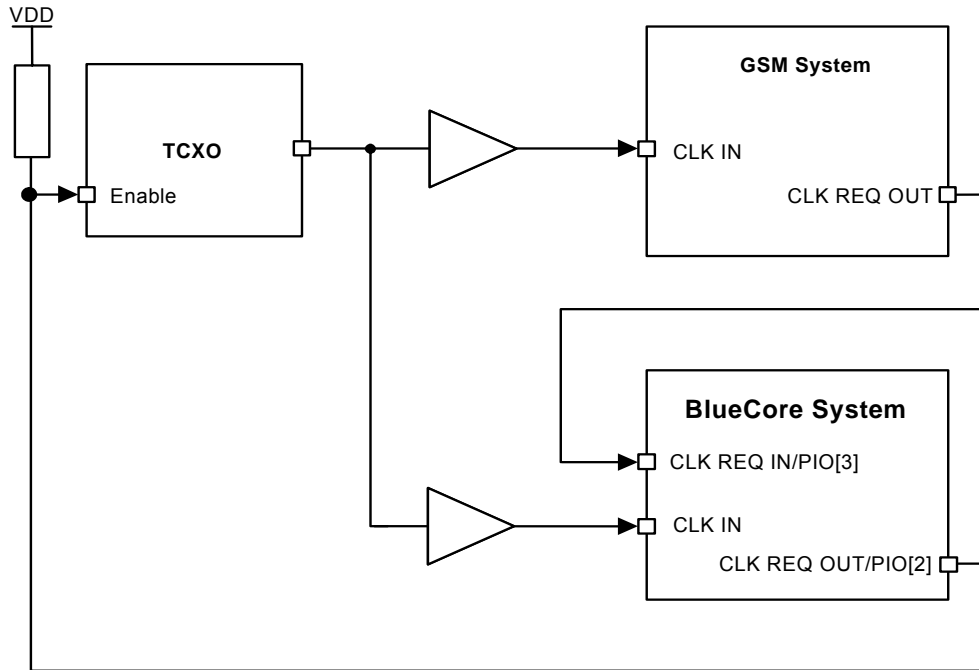 VDD
TCXO
Enable
GSM System
CLK IN
CLK REQ OUT
BlueCore System
CLK REQ IN/PIO[3]
CLK IN
CLK REQ OUT/PIO[2]